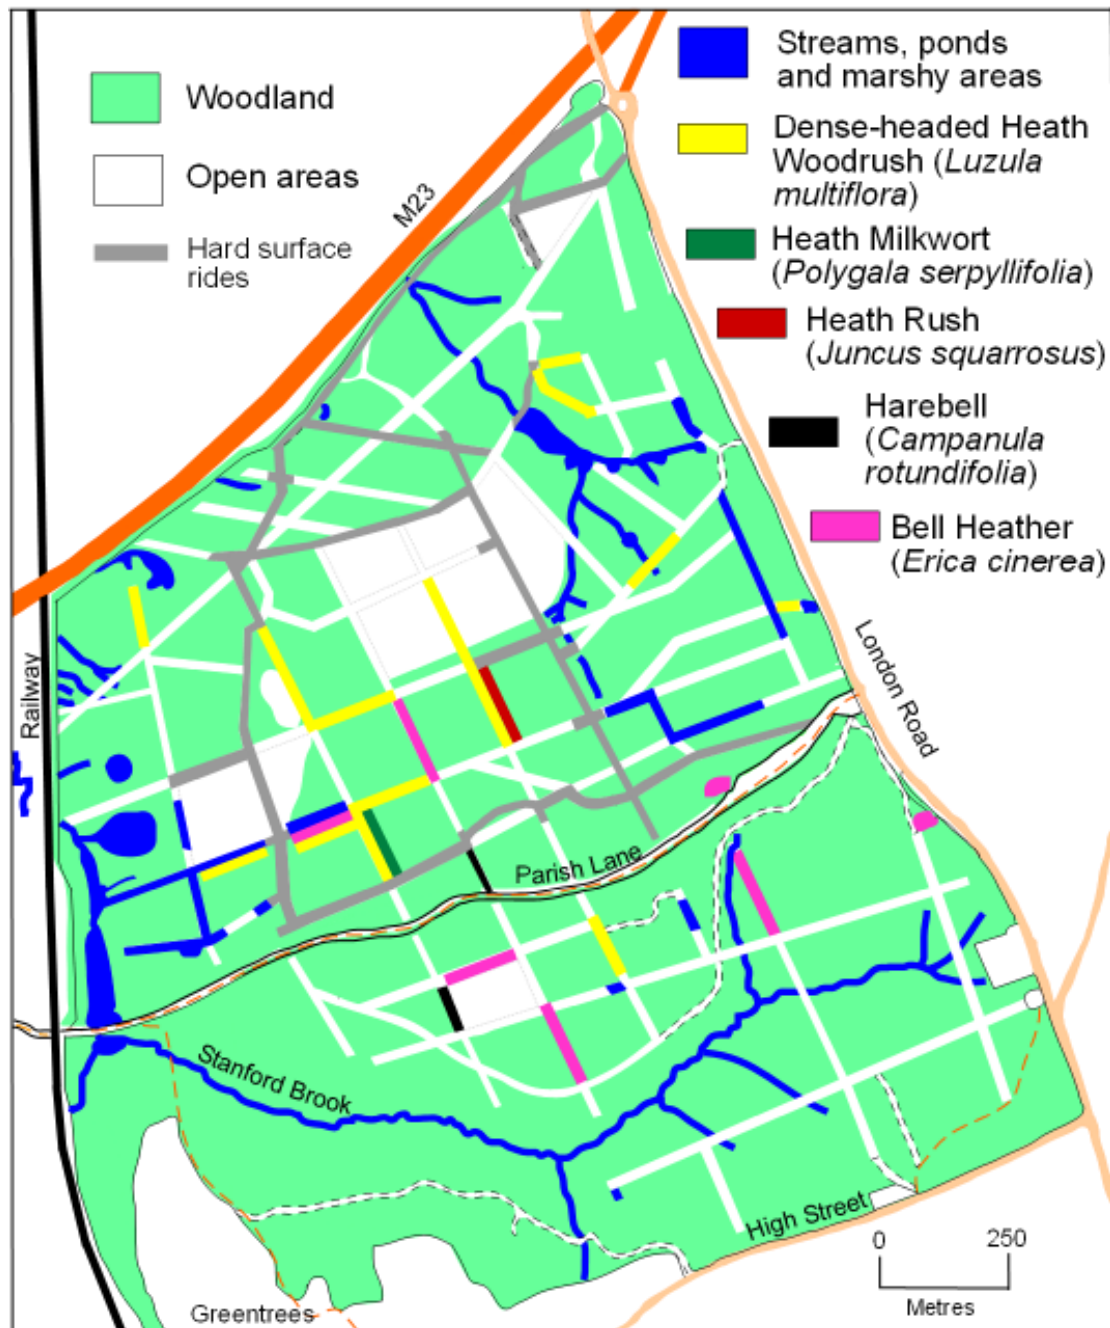 Woodland
Open areas
Hard surface
rides
Streams, ponds
and marshy areas
Dense-headed Heath
Woodrush (Luzula
multiflora)
Heath Milkwort
(Polygala serpyllifolia)
Heath Rush
(Juncus squarrosus)
Harebell
(Campanula
rotundifolia)
Bell Heather
(Erica cinerea)
M23
Railway
London Road
Parish Lane
Stanford Brook
High Street
Greentrees
0 250
Metres